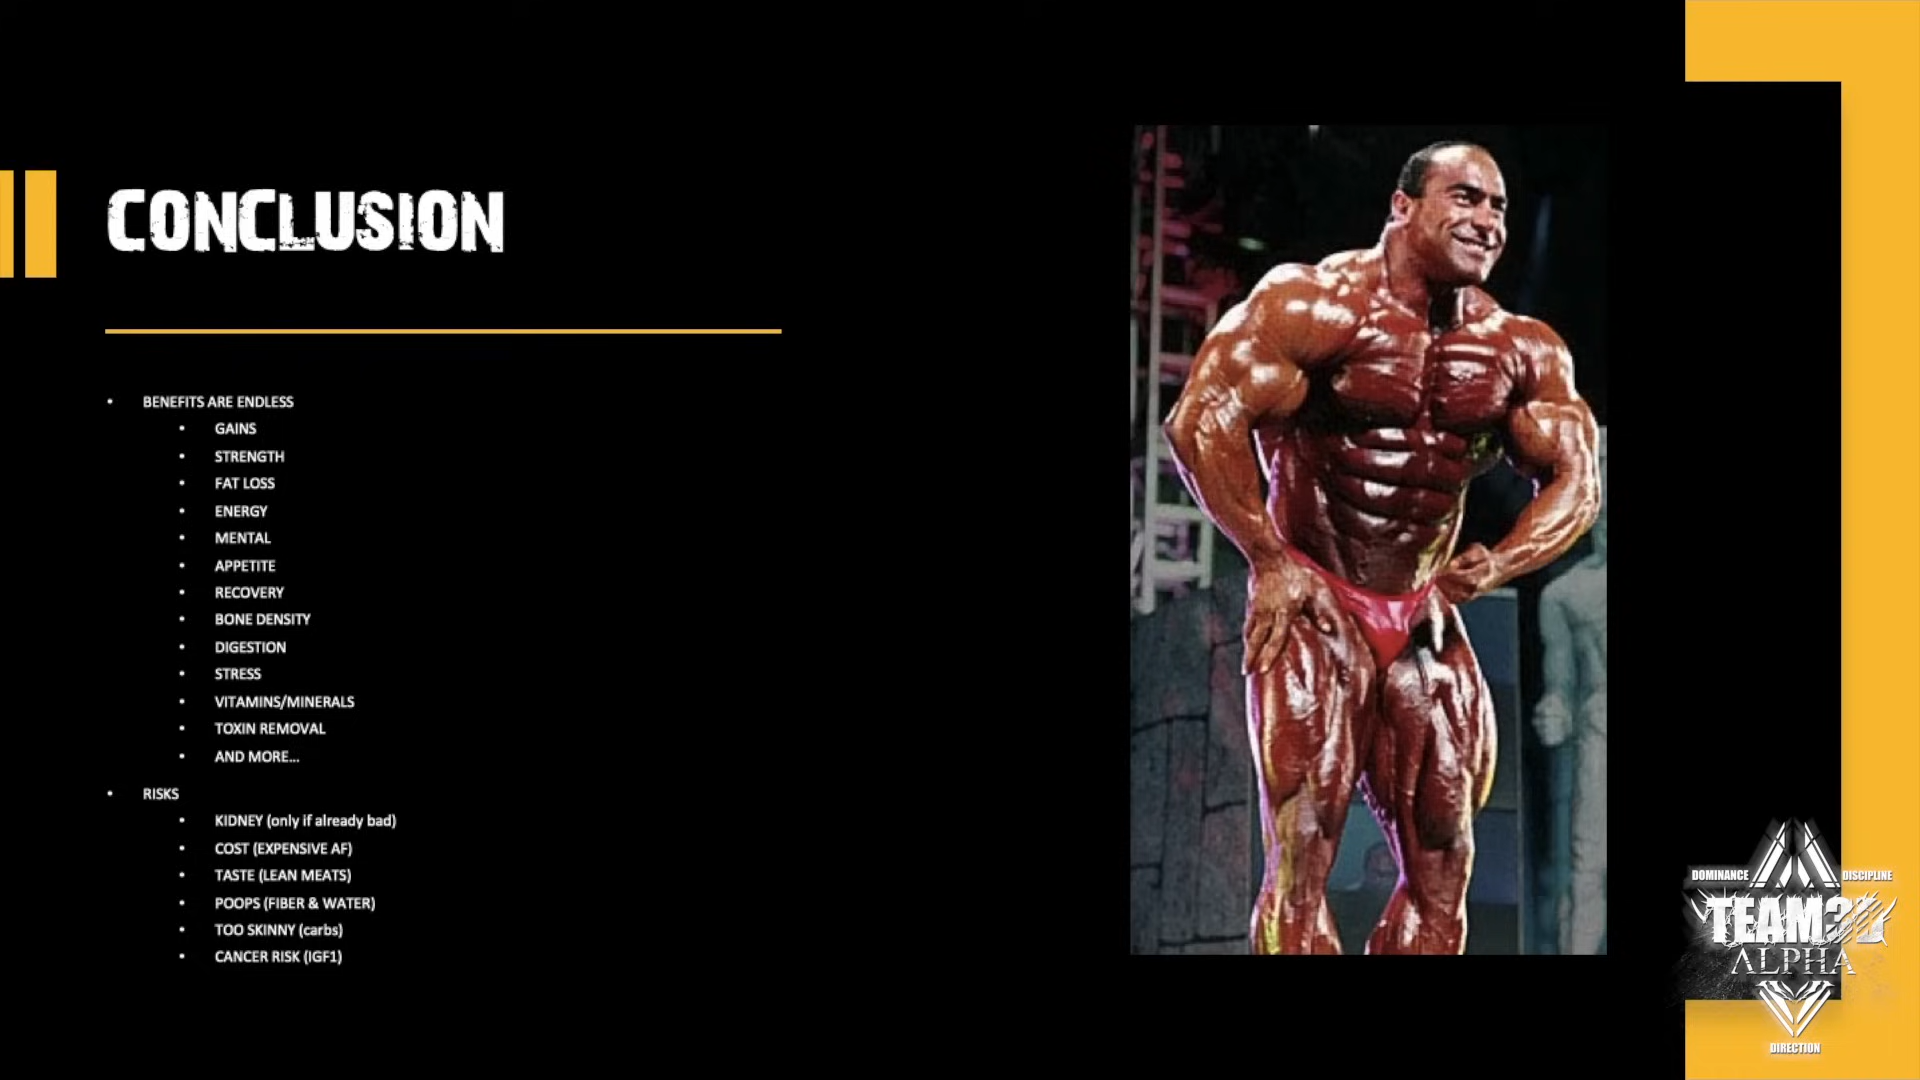 CONCLUSION
• BENEFITS ARE ENDLESS
• GAINS
• STRENGTH
• FAT LOSS
• ENERGY
• MENTAL
• APPETITE
• RECOVERY
• BONE DENSITY
• DIGESTION
• STRESS
• VITAMINS/MINERALS
• TOXIN REMOVAL
• AND MORE...
• RISKS
• KIDNEY (only if already bad)
• COST (EXPENSIVE AF)
• TASTE (LEAN MEATS)
• POOPS (FIBER & WATER)
• TOO SKINNY (carbs)
• CANCER RISK (IGF1)
DOMINANCE DISCIPLINE
TEAM3D
ALPHA
DIRECTION